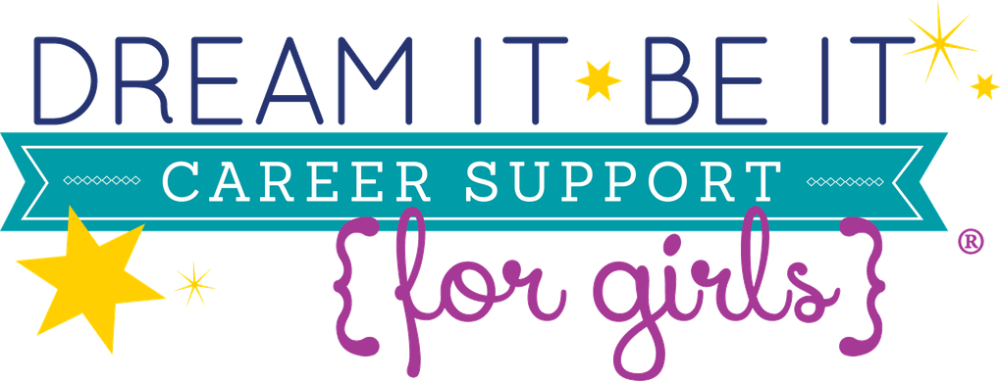 DREAM IT BE IT
CAREER SUPPORT
{for girls} ®